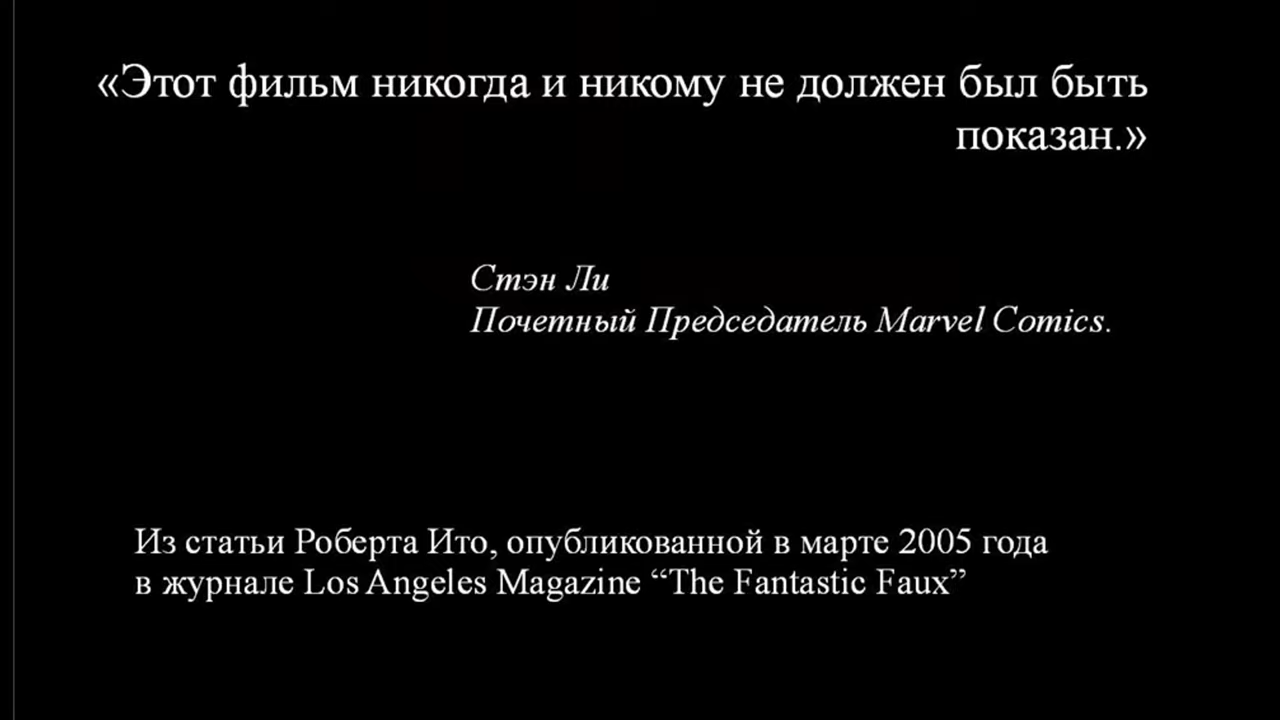 «Этот фильм никогда и никому не должен был быть
показан.»
Стэн Ли
Почетный Председатель Marvel Comics.
Из статьи Роберта Ито, опубликованной в марте 2005 года
в журнале Los Angeles Magazine “The Fantastic Faux”